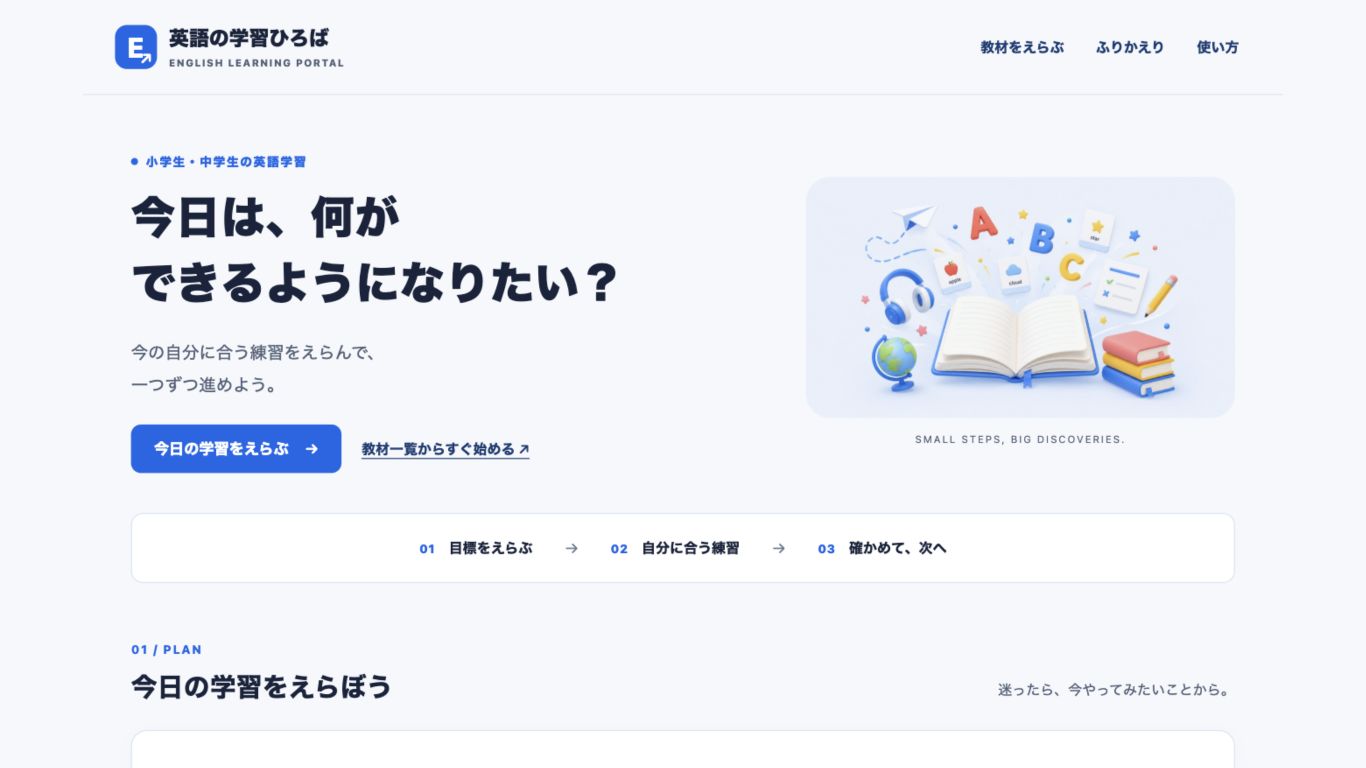 E
英語の学習ひろば
ENGLISH LEARNING PORTAL
教材をえらぶ
ふりかえり
使い方
小学生・中学生の英語学習
今日は、何が
できるようになりたい？
今の自分に合う練習をえらんで、
一つずつ進めよう。
今日の学習をえらぶ →
教材一覧からすぐ始める ↗
A
B
C
star
apple
cloud
SMALL STEPS, BIG DISCOVERIES.
01 目標をえらぶ → 02 自分に合う練習 → 03 確かめて、次へ
01 / PLAN
今日の学習をえらぼう
迷ったら、今やってみたいことから。